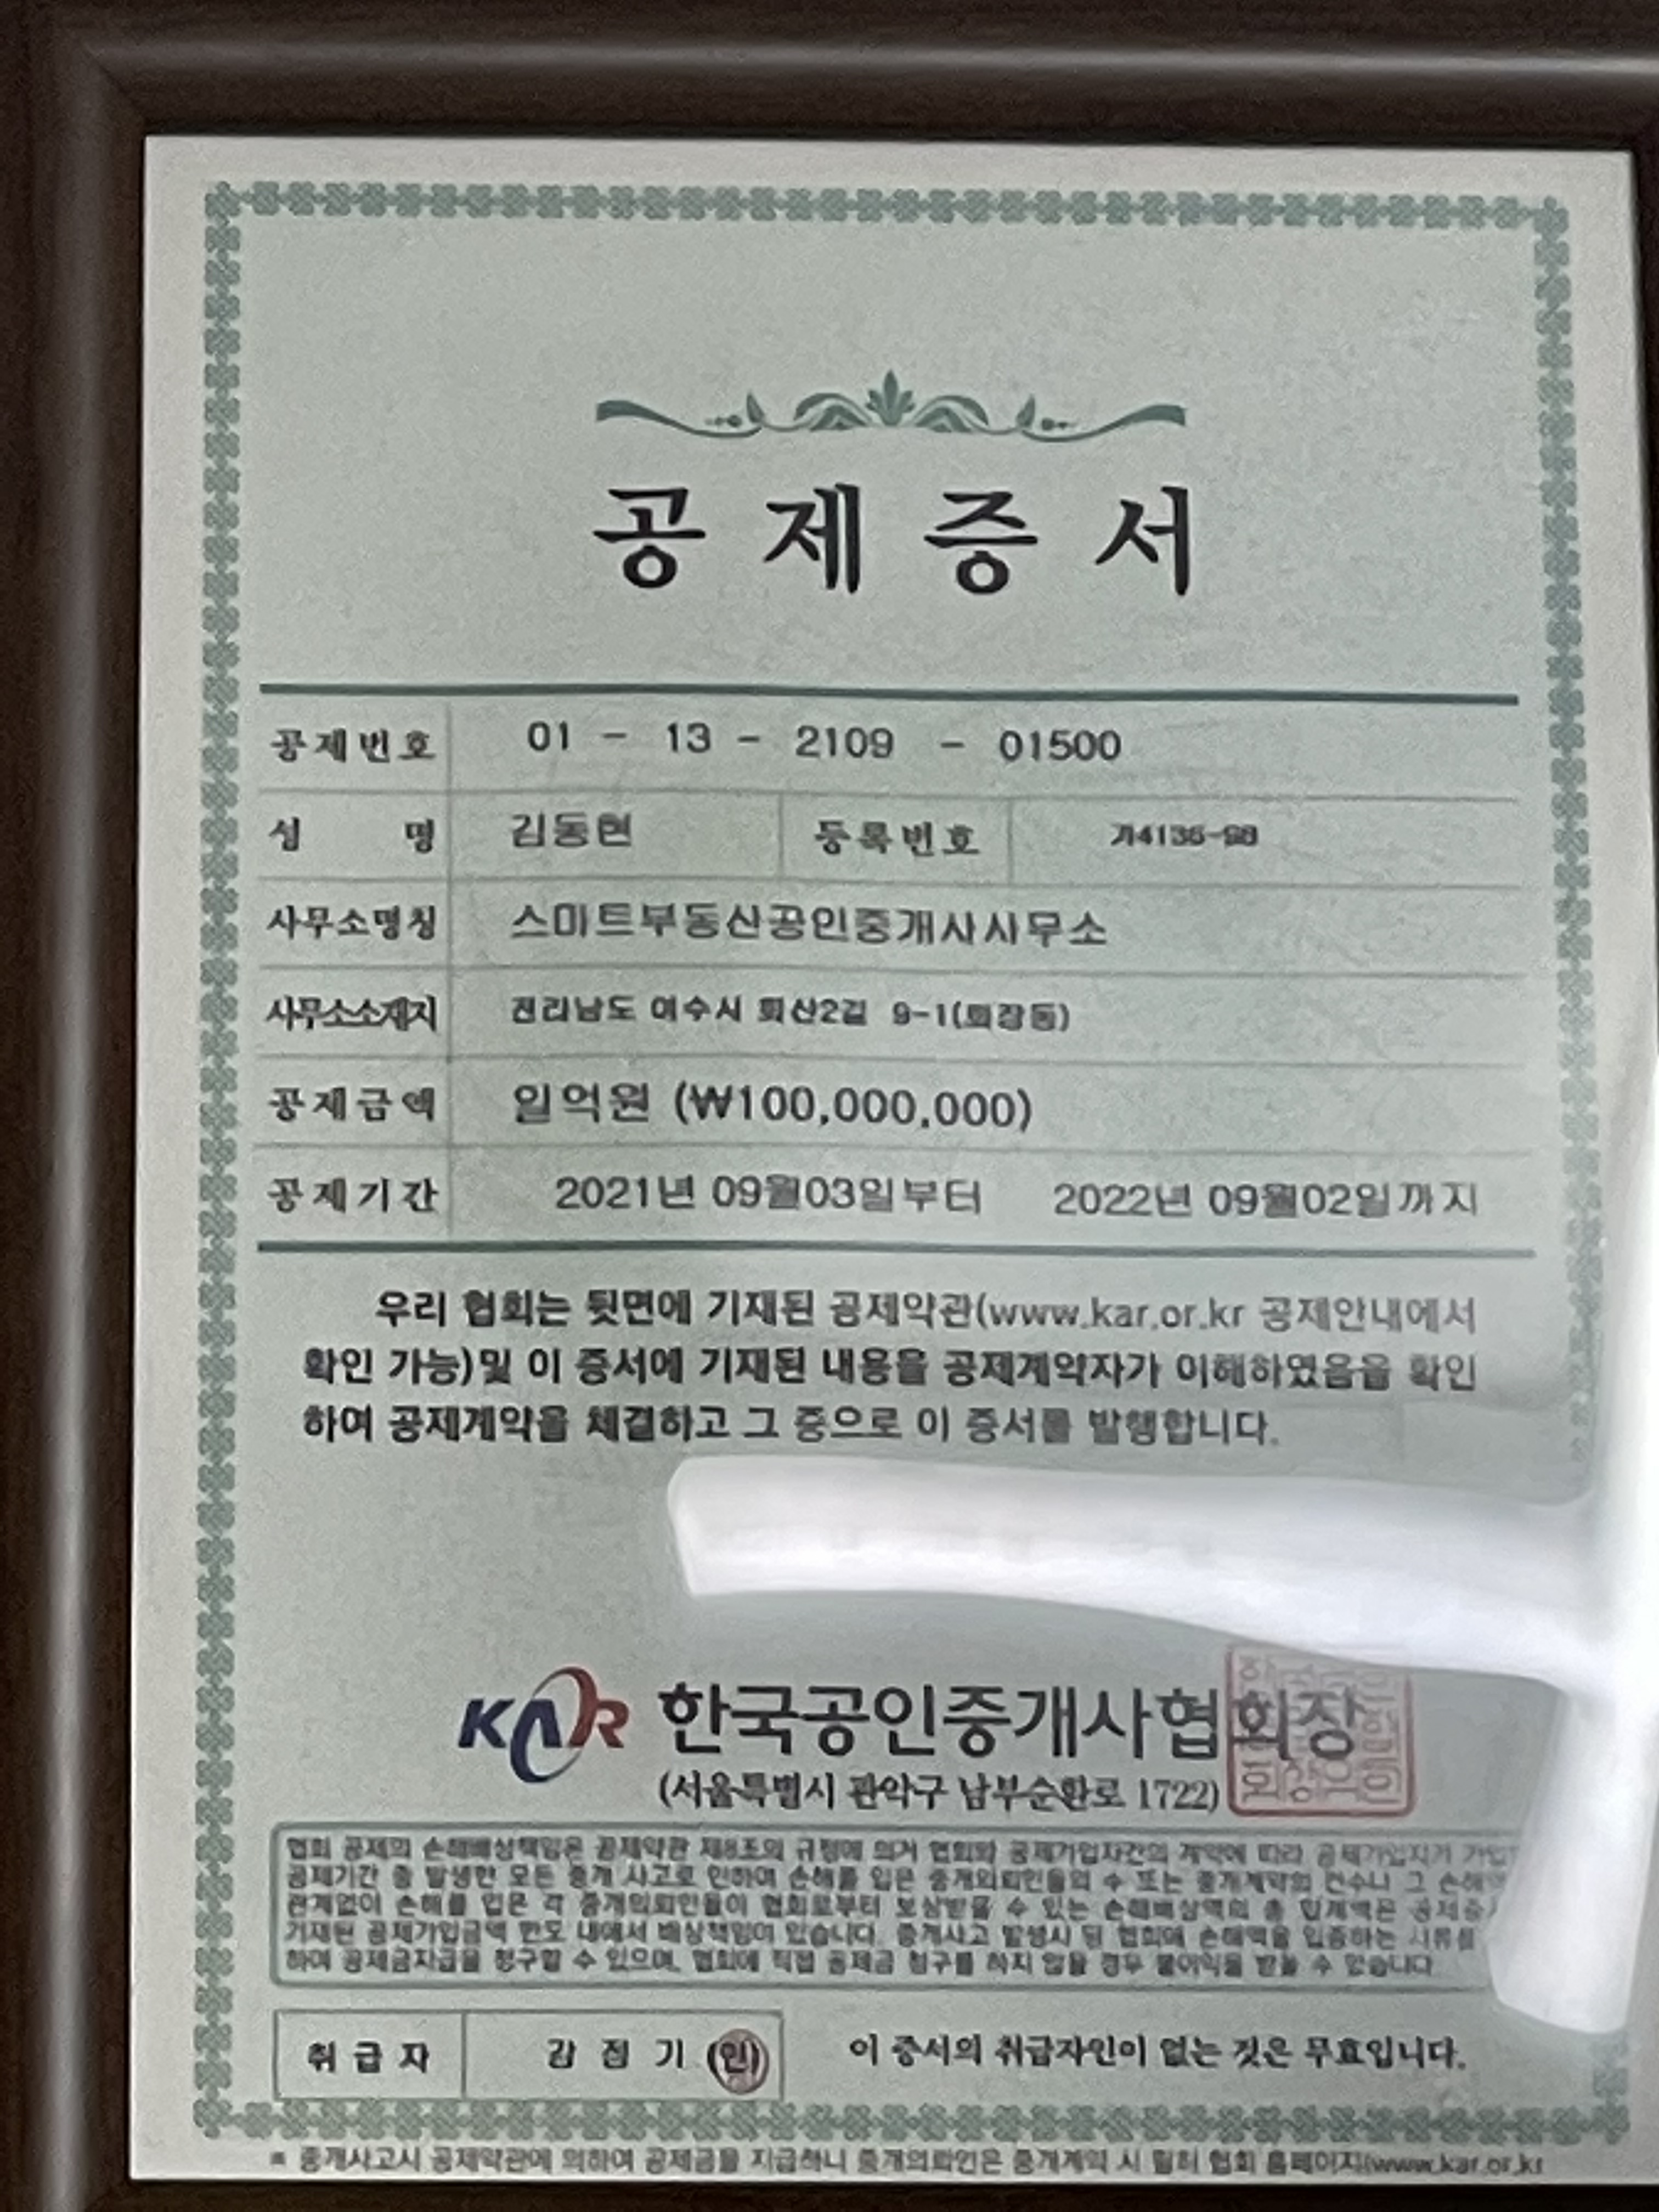 공제증서
공제번호 01 - 13 - 2109 - 01500
성 명 김동현 등록번호 가4136-98
사무소명칭 스마트부동산공인중개사사무소
사무소소재지 전라남도 여수시 화산2길 9-1(화장동)
공제금액 일억원 (₩100,000,000)
공제기간 2021년 09월03일부터 2022년 09월02일까지
우리 협회는 뒷면에 기재된 공제약관(www.kar.or.kr 공제안내에서
확인 가능)및 이 증서에 기재된 내용을 공제계약자가 이해하였음을 확인
하여 공제계약을 체결하고 그 증으로 이 증서를 발행합니다.
KAR 한국공인중개사협회장
(서울특별시 관악구 남부순환로 1722)
협회 공제의 손해배상책임은 공제약관 제8조의 규정에 의거 협회와 공제가입자간의 계약에 따라 공제가입자가 가입
공제기간 중 발생한 모든 중개 사고로 인하여 손해를 입은 중개의뢰인들의 수 또는 중개계약의 건수나 그 손해
관계없이 손해를 입은 각 중개의뢰인들이 협회로부터 보상받을 수 있는 손해배상액의 총 합계액은 공제증
기재된 공제가입금액 한도 내에서 배상책임이 있습니다. 중개사고 발생시 뒤 협회에 손해액을 입증하는 서류를
하여 공제금지급을 청구할 수 있으며, 협회에 직접 공제금 청구를 하지 않을 경우 불이익을 받을 수 있습니다
취급자 강점기 (인) 이 증서의 취급자인이 없는 것은 무효입니다.
※ 중개사고시 공제약관에 의하여 공제금을 지급하니 중개의뢰인은 중개계약 시 필히 협회 홈페이지(www.kar.or.kr